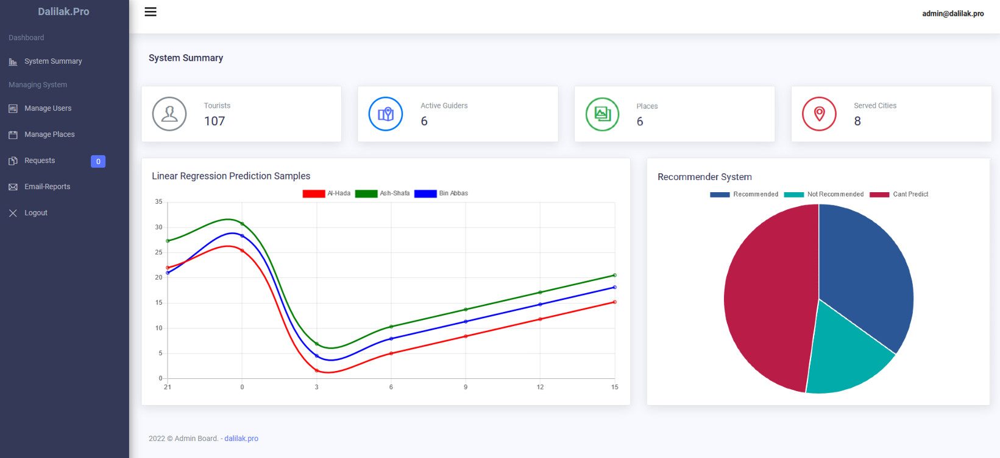 Dalilak.Pro
admin@dalilak.pro
Dashboard
System Summary
Managing System
Manage Users
Manage Places
Requests 0
Email-Reports
Logout
System Summary
Tourists
107
Active Guiders
6
Places
6
Served Cities
8
Linear Regression Prediction Samples
Al-Hada Ash-Shafa Bin Abbas
35
30
25
20
15
10
5
0
21 0 3 6 9 12 15
Recommender System
Recommended Not Recommended Cant Predict
2022 © Admin Board. - dalilak.pro